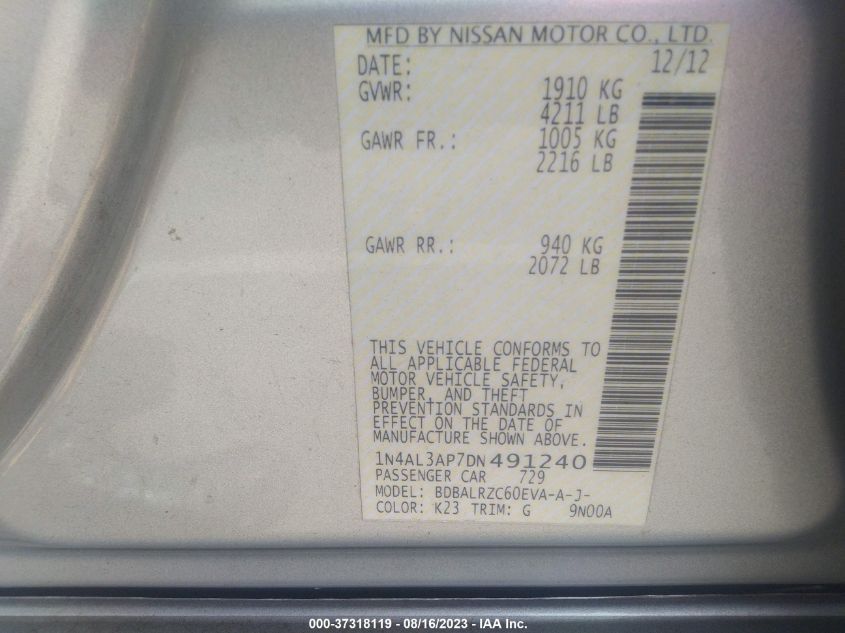 MFD BY NISSAN MOTOR CO., LTD.
DATE: 12/12
GVWR: 1910 KG
4211 LB
GAWR FR.: 1005 KG
2216 LB
GAWR RR.: 940 KG
2072 LB
THIS VEHICLE CONFORMS TO
ALL APPLICABLE FEDERAL
MOTOR VEHICLE SAFETY,
BUMPER, AND THEFT
PREVENTION STANDARDS IN
EFFECT ON THE DATE OF
MANUFACTURE SHOWN ABOVE.
1N4AL3AP7DN491240
PASSENGER CAR 729
MODEL: BDBALRZC60EVA-A-J-
COLOR: K23 TRIM: G 9N00A
000-37318119 - 08/16/2023 - IAA Inc.